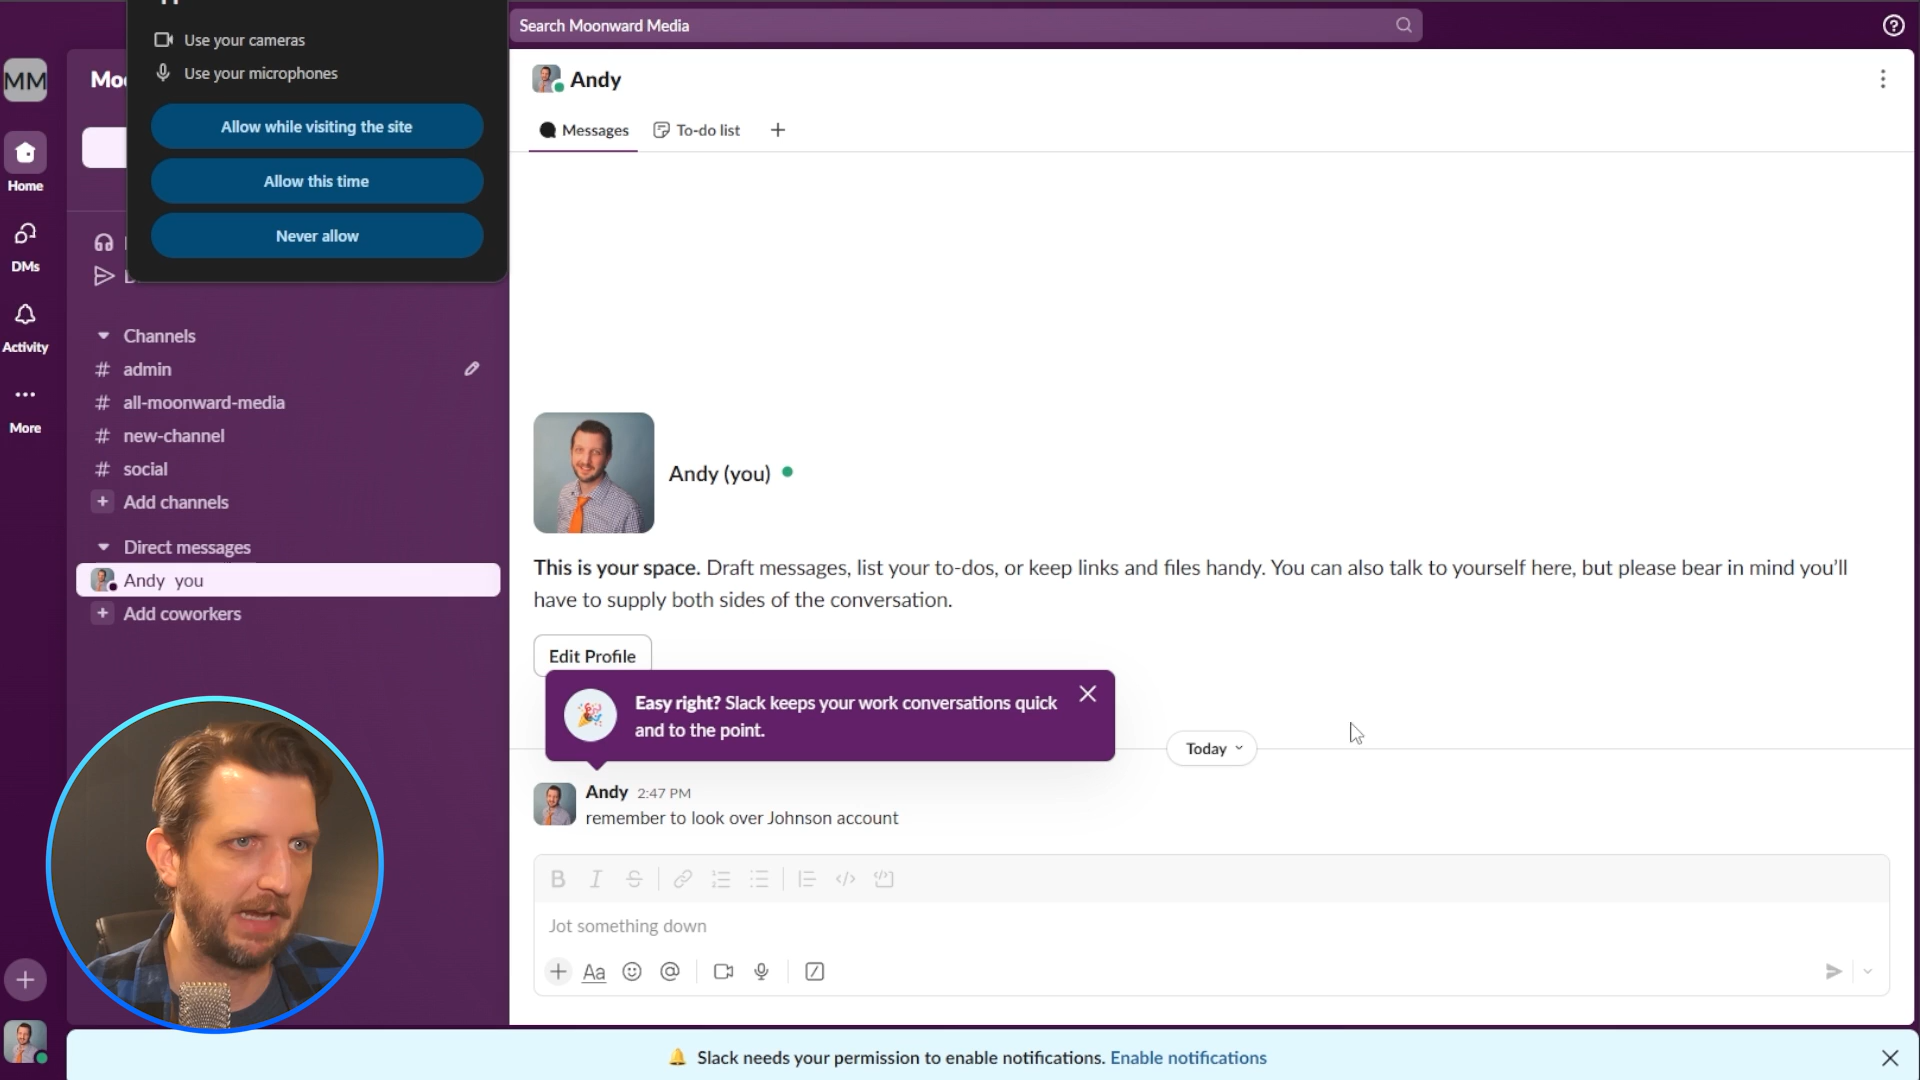 Search Moonward Media
Use your cameras
Use your microphones
Allow while visiting the site
Allow this time
Never allow
MM
Home
DMs
Activity
More
Channels
# admin
# all-moonward-media
# new-channel
# social
+ Add channels
Direct messages
Andy you
+ Add coworkers
Andy
Messages
To-do list
+
Andy (you)
This is your space. Draft messages, list your to-dos, or keep links and files handy. You can also talk to yourself here, but please bear in mind you'll
have to supply both sides of the conversation.
Edit Profile
Easy right? Slack keeps your work conversations quick
and to the point.
Today
Andy 2:47 PM
remember to look over Johnson account
Jot something down
Aa
Slack needs your permission to enable notifications. Enable notifications